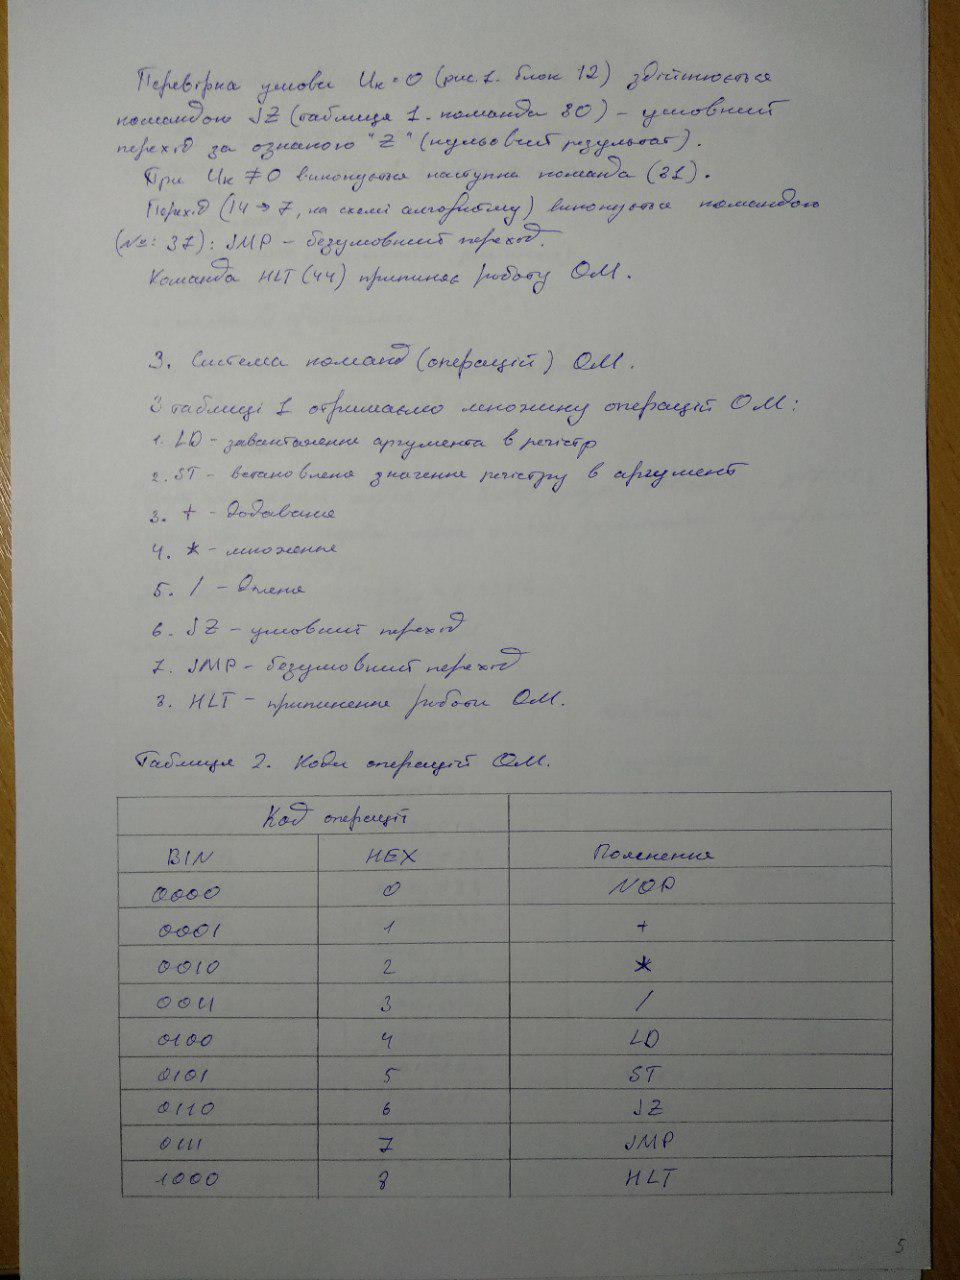 Перевірка умови Uк=0 (рис.1. блок 12) здійснюється
командою JZ (таблиця 1. команда 30) – умовний
перехід за ознакою "Z" (нульовий результат).
При Uк ≠ 0 виконується наступна команда (31).
Перехід (14→7, на схемі алгоритму) виконується командою
(№: 37): JMP – безумовний перехід.
Команда HLT (44) припиняє роботу ОМ.
3. Система команд (операцій) ОМ.
З таблиці 1 отримаємо множину операцій ОМ:
1. LD – завантаження аргумента в регістр
2. ST – встановлення значення регістру в аргумент
3. + – додавання
4. * – множення
5. / – ділення
6. JZ – умовний перехід
7. JMP – безумовний перехід
8. HLT – припинення роботи ОМ.
Таблиця 2. Коди операцій ОМ.
Код операції
BIN HEX Пояснення
0000 0 NOP
0001 1 +
0010 2 *
0011 3 /
0100 4 LD
0101 5 ST
0110 6 JZ
0111 7 JMP
1000 8 HLT
5